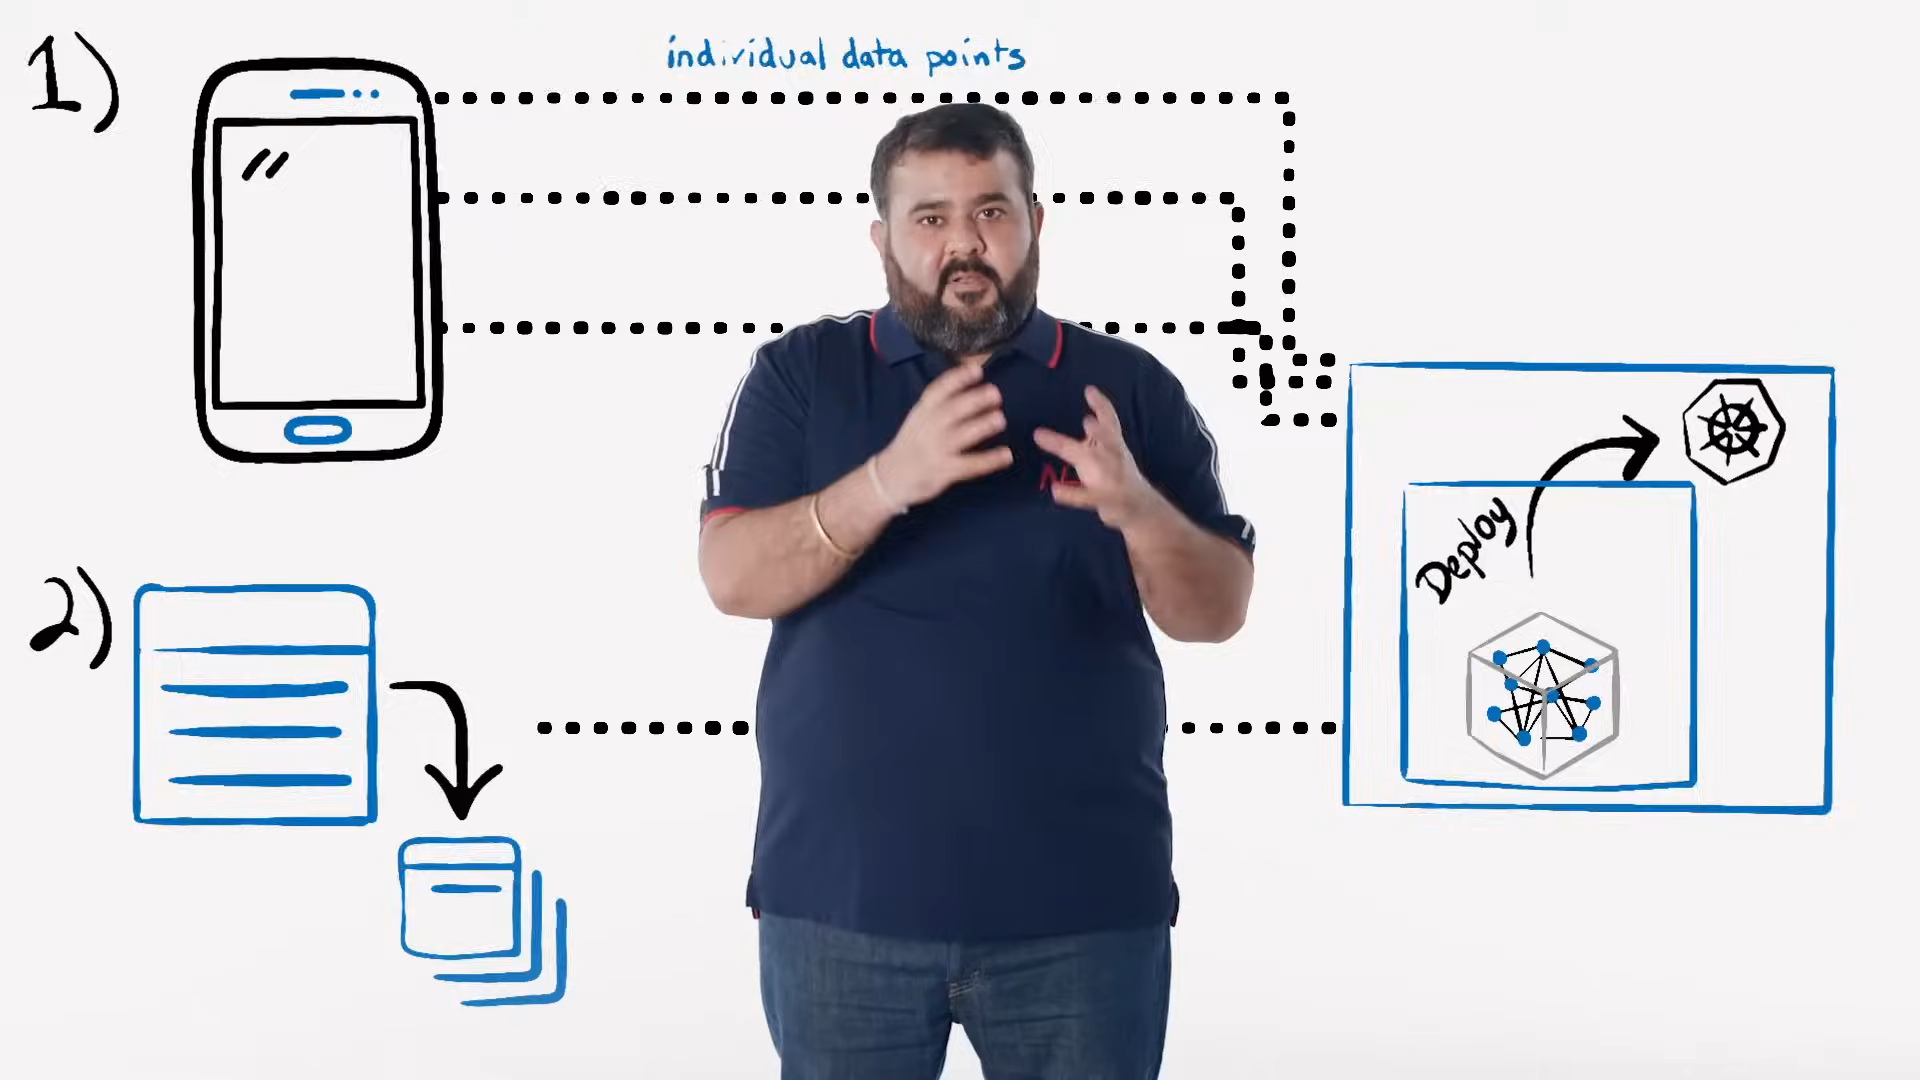 1)
individual data points
Deploy
2)